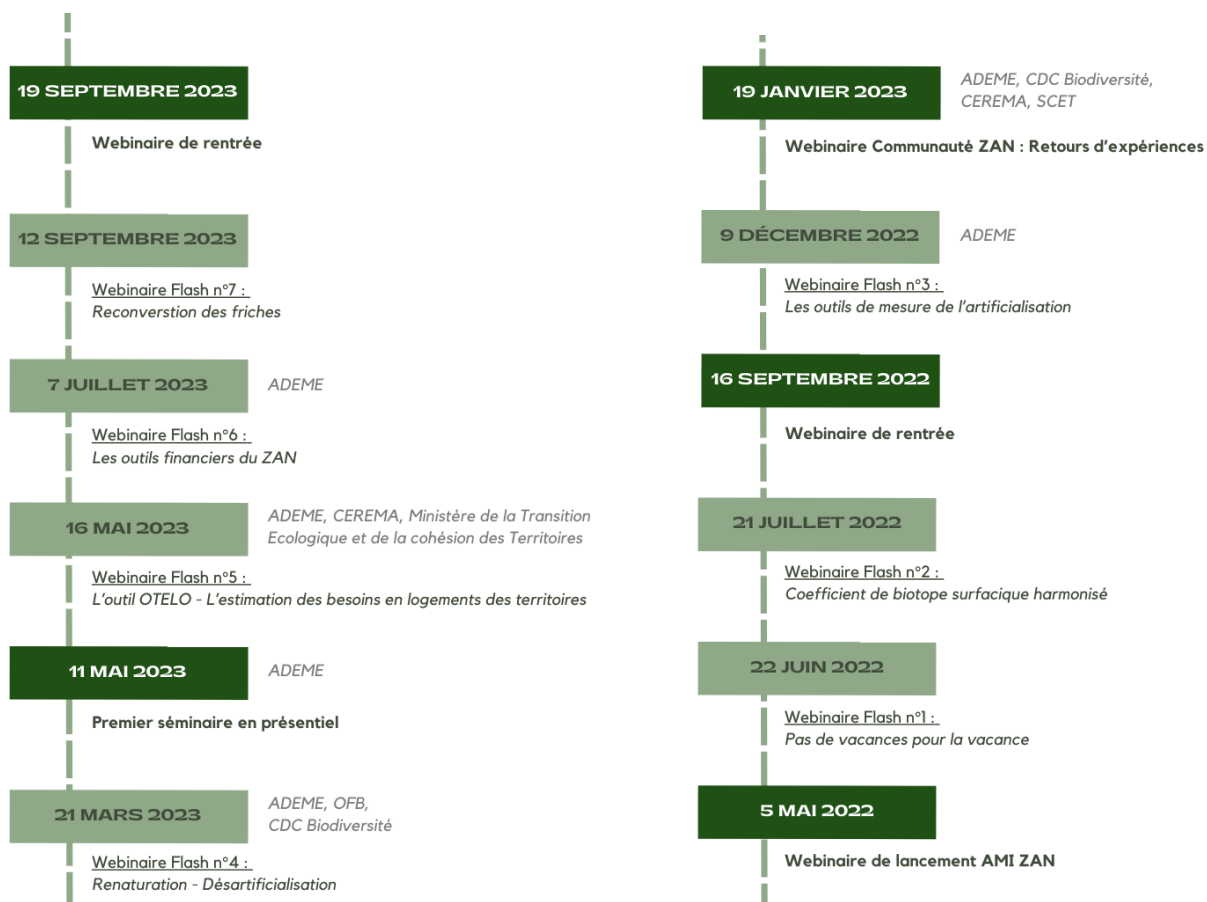 19 SEPTEMBRE 2023
Webinaire de rentrée
12 SEPTEMBRE 2023
Webinaire Flash n°7 :
Reconverstion des friches
7 JUILLET 2023
ADEME
Webinaire Flash n°6 :
Les outils financiers du ZAN
16 MAI 2023
ADEME, CEREMA, Ministère de la Transition
Ecologique et de la cohésion des Territoires
Webinaire Flash n°5 :
L'outil OTELO - L'estimation des besoins en logements des territoires
11 MAI 2023
ADEME
Premier séminaire en présentiel
21 MARS 2023
ADEME, OFB,
CDC Biodiversité
Webinaire Flash n°4 :
Renaturation - Désartificialisation
19 JANVIER 2023
ADEME, CDC Biodiversité,
CEREMA, SCET
Webinaire Communauté ZAN : Retours d'expériences
9 DÉCEMBRE 2022
ADEME
Webinaire Flash n°3 :
Les outils de mesure de l'artificialisation
16 SEPTEMBRE 2022
Webinaire de rentrée
21 JUILLET 2022
Webinaire Flash n°2 :
Coefficient de biotope surfacique harmonisé
22 JUIN 2022
Webinaire Flash n°1 :
Pas de vacances pour la vacance
5 MAI 2022
Webinaire de lancement AMI ZAN